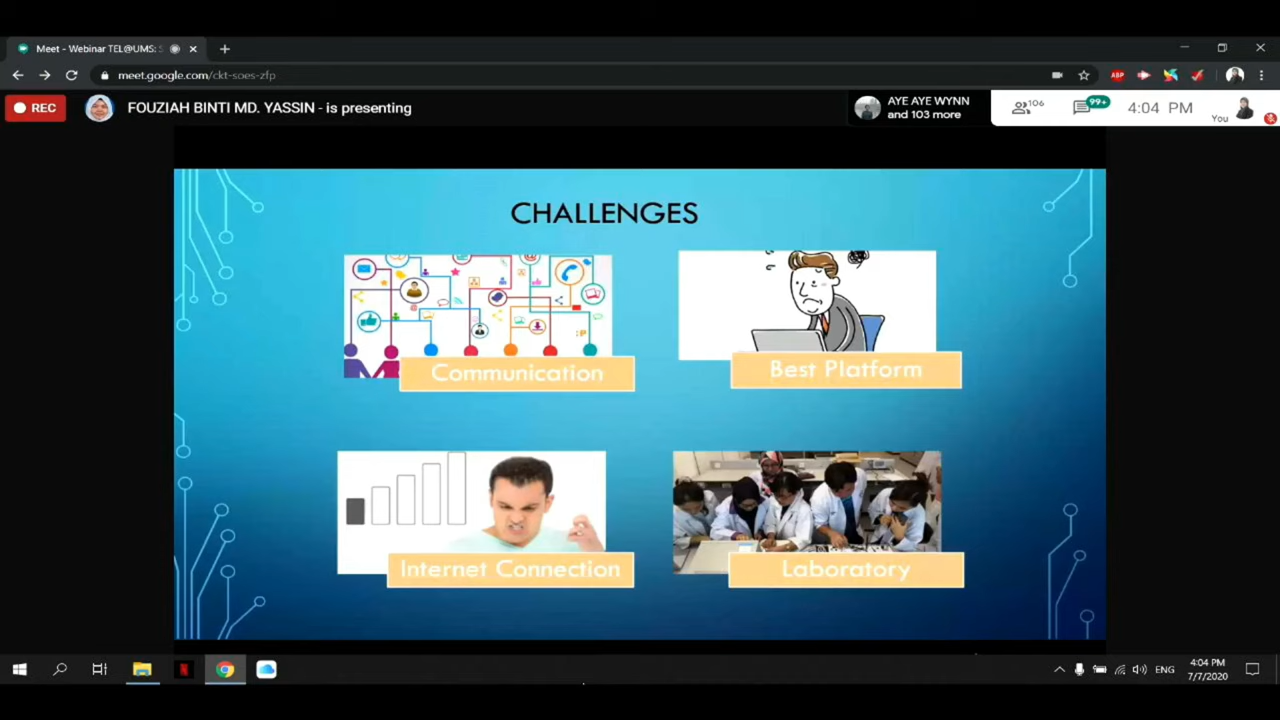 Meet - Webinar TEL@UMS: S
meet.google.com/ckt-soes-zfp
ABP
REC
FOUZIAH BINTI MD. YASSIN - is presenting
AYE AYE WYNN
and 103 more
106
99+
4:04 PM
You
CHALLENGES
Communication
Best Platform
Internet Connection
Laboratory
ENG
4:04 PM
7/7/2020